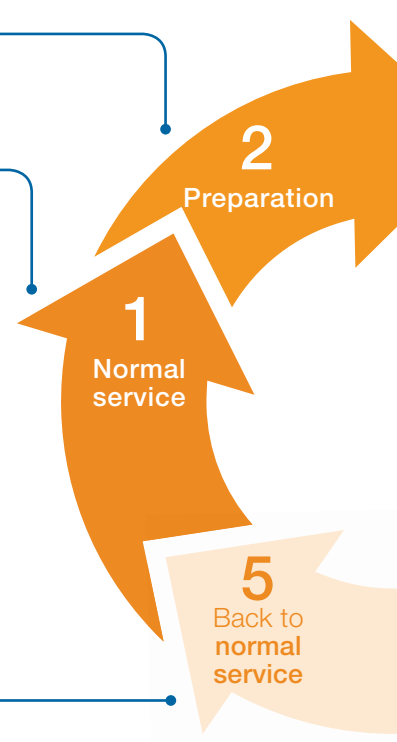 2
Preparation
1
Normal
service
5
Back to
normal
service